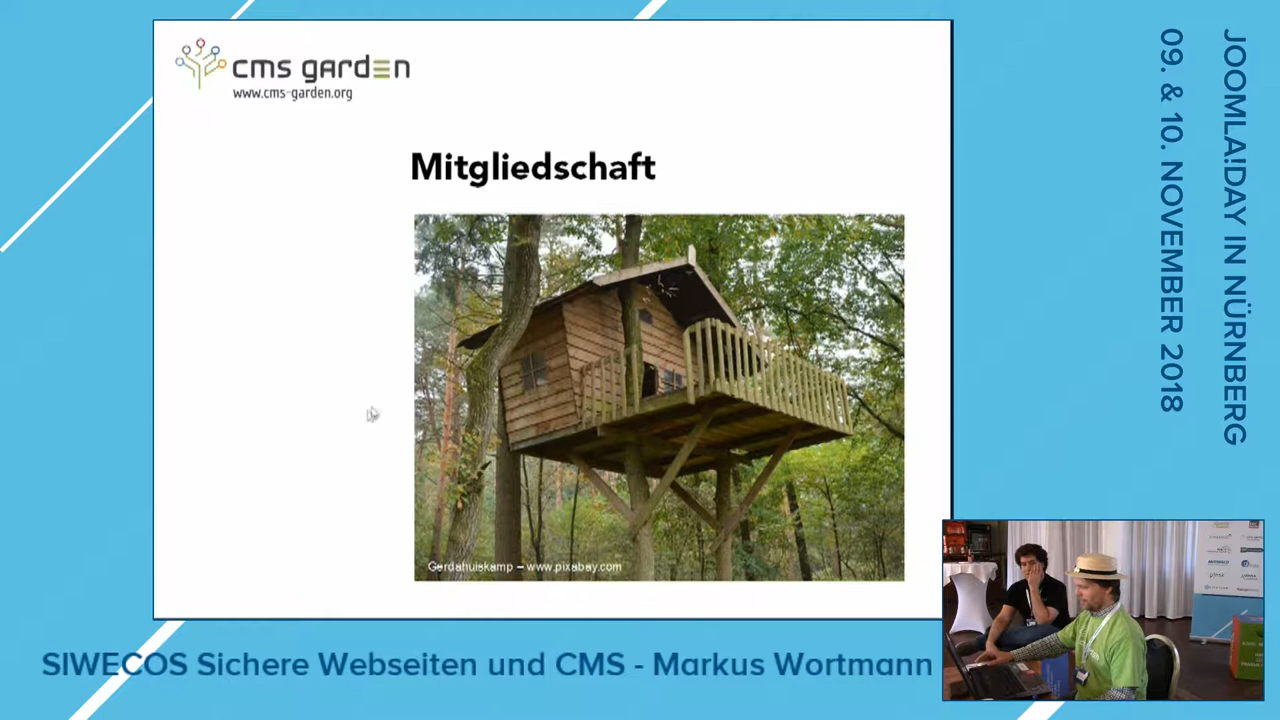 cms garden
www.cms-garden.org
Mitgliedschaft
Gerdahuiskamp – www.pixabay.com
JOOMLA!DAY IN NÜRNBERG
09. & 10. NOVEMBER 2018
SIWECOS Sichere Webseiten und CMS - Markus Wortmann